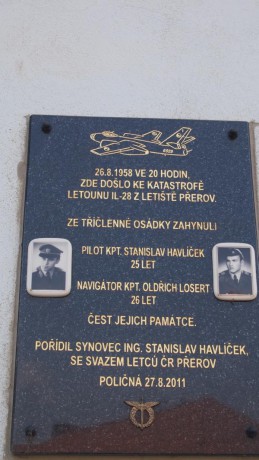 26.8.1958 VE 20 HODIN,
ZDE DOŠLO KE KATASTROFĚ
LETOUNU IL-28 Z LETIŠTĚ PŘEROV.
ZE TŘÍČLENNÉ OSÁDKY ZAHYNULI
PILOT KPT. STANISLAV HAVLÍČEK
25 LET
NAVIGÁTOR KPT. OLDŘICH LOSERT
26 LET
ČEST JEJICH PAMÁTCE.
POŘÍDIL SYNOVEC ING. STANISLAV HAVLÍČEK,
SE SVAZEM LETCŮ ČR PŘEROV
POLIČNÁ 27.8.2011